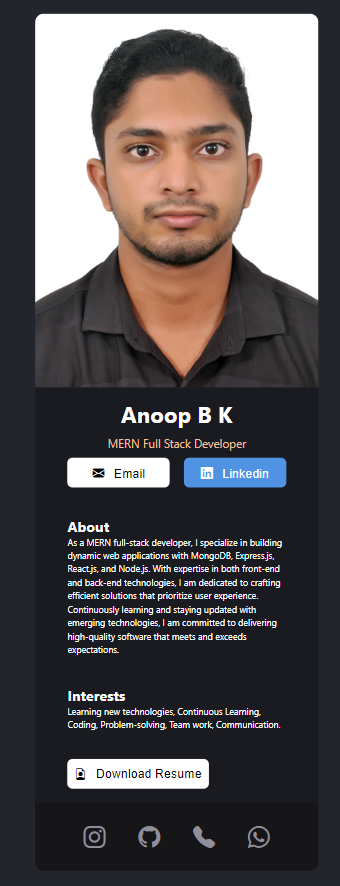 Anoop B K
MERN Full Stack Developer
Email
Linkedin
About
As a MERN full-stack developer, I specialize in building
dynamic web applications with MongoDB, Express.js,
React.js, and Node.js. With expertise in both front-end
and back-end technologies, I am dedicated to crafting
efficient solutions that prioritize user experience.
Continuously learning and staying updated with
emerging technologies, I am committed to delivering
high-quality software that meets and exceeds
expectations.
Interests
Learning new technologies, Continuous Learning,
Coding, Problem-solving, Team work, Communication.
Download Resume